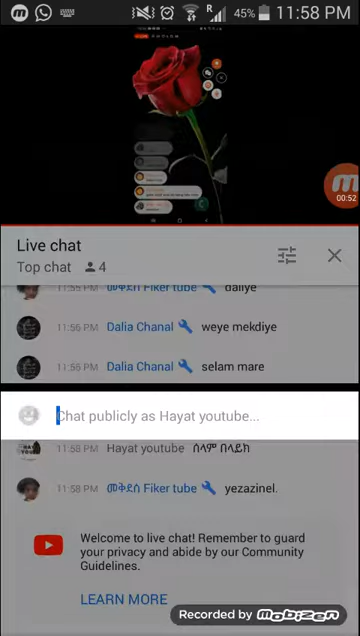 R 45% 11:58 PM
00:52
Live chat
Top chat 4
11:55 PM መቅደስ Fiker tube daliye
11:56 PM Dalia Chanal weye mekdiye
11:56 PM Dalia Chanal selam mare
Chat publicly as Hayat youtube...
11:58 PM Hayat youtube ሰላም በላይክ
11:58 PM መቅደስ Fiker tube yezazinel.
Welcome to live chat! Remember to guard
your privacy and abide by our Community
Guidelines.
LEARN MORE
Recorded by mobizen